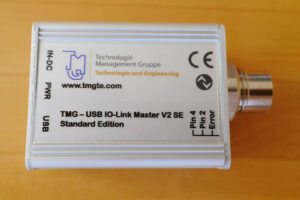 Technologie
Management Gruppe
Technologie und Engineering
www.tmgte.com
IN-DC
PWR
USB
TMG – USB IO-Link Master V2 SE
Standard Edition
Pin 4
Pin 2
Error
CE